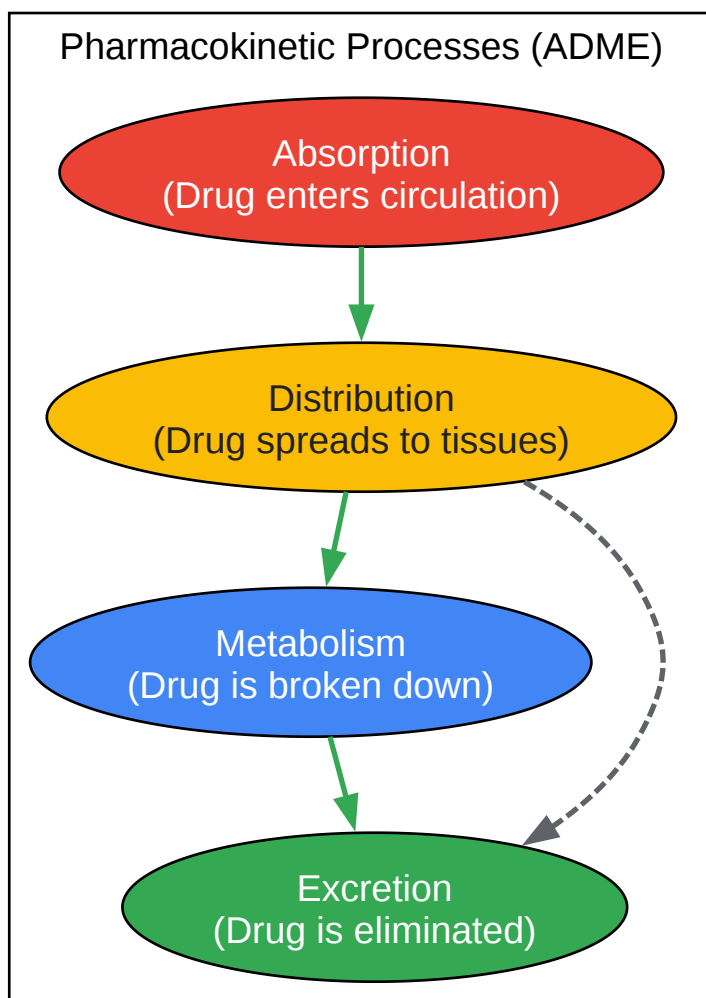 Pharmacokinetic Processes (ADME)
Absorption
(Drug enters circulation)
Distribution
(Drug spreads to tissues)
Metabolism
(Drug is broken down)
Excretion
(Drug is eliminated)